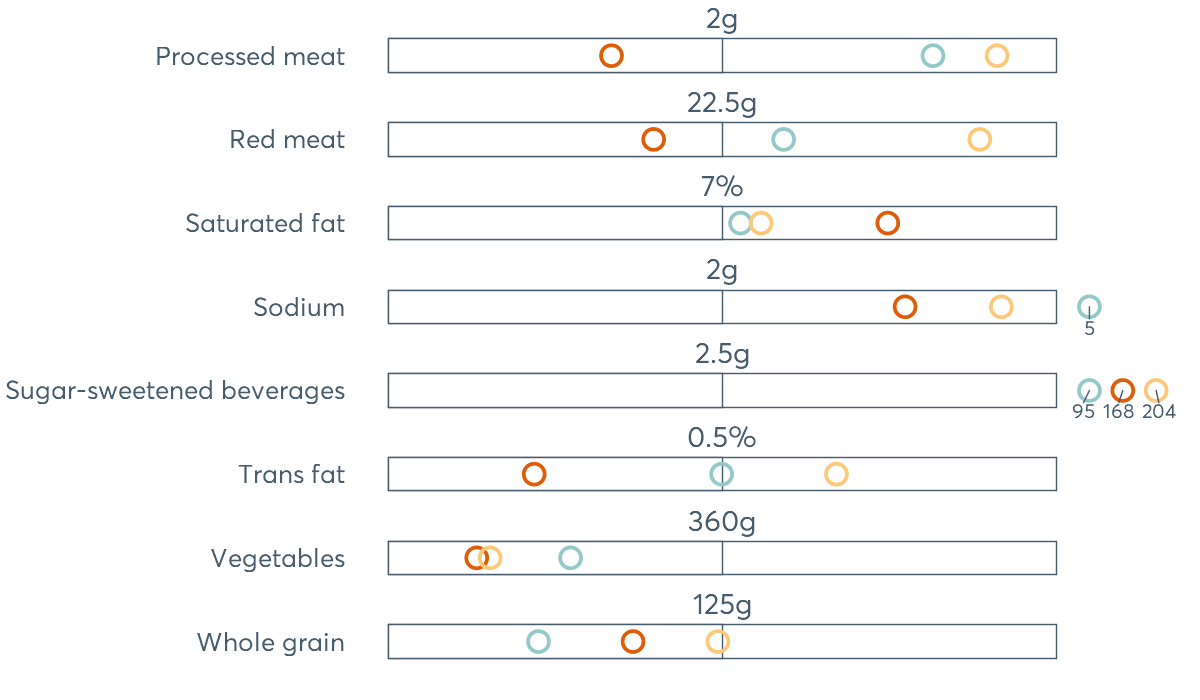 2g
Processed meat
22.5g
Red meat
7%
Saturated fat
2g
Sodium
5
2.5g
Sugar-sweetened beverages
95 168 204
0.5%
Trans fat
360g
Vegetables
125g
Whole grain